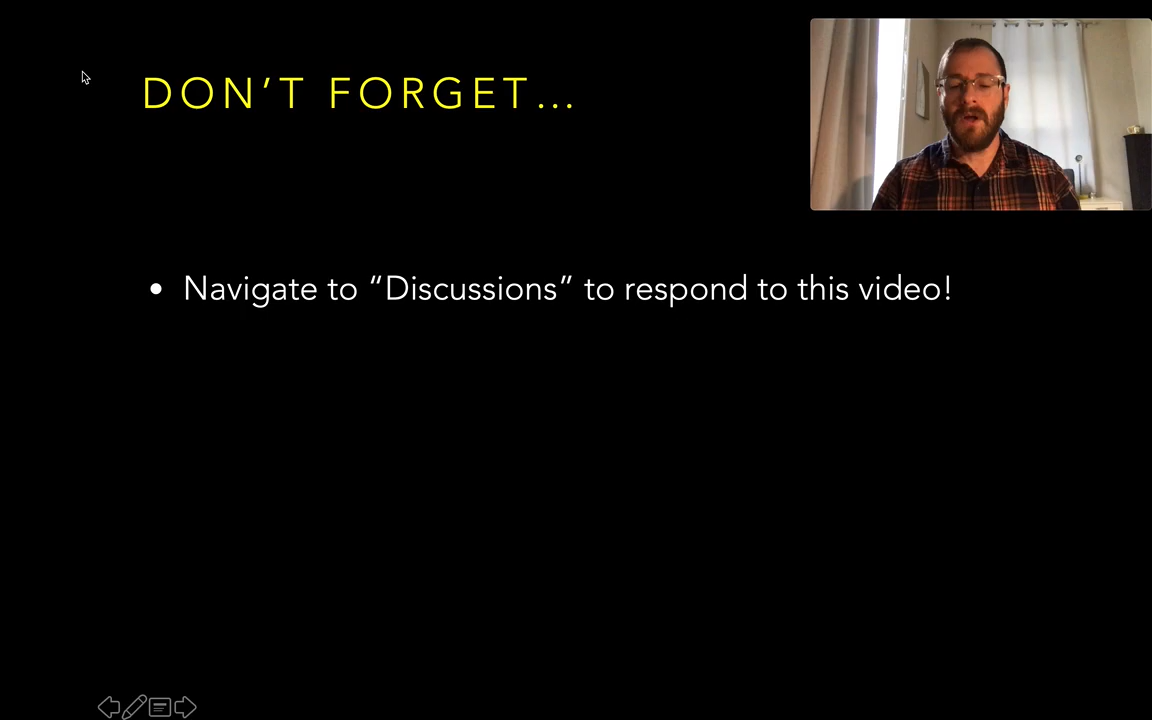 DON’T FORGET…
• Navigate to “Discussions” to respond to this video!